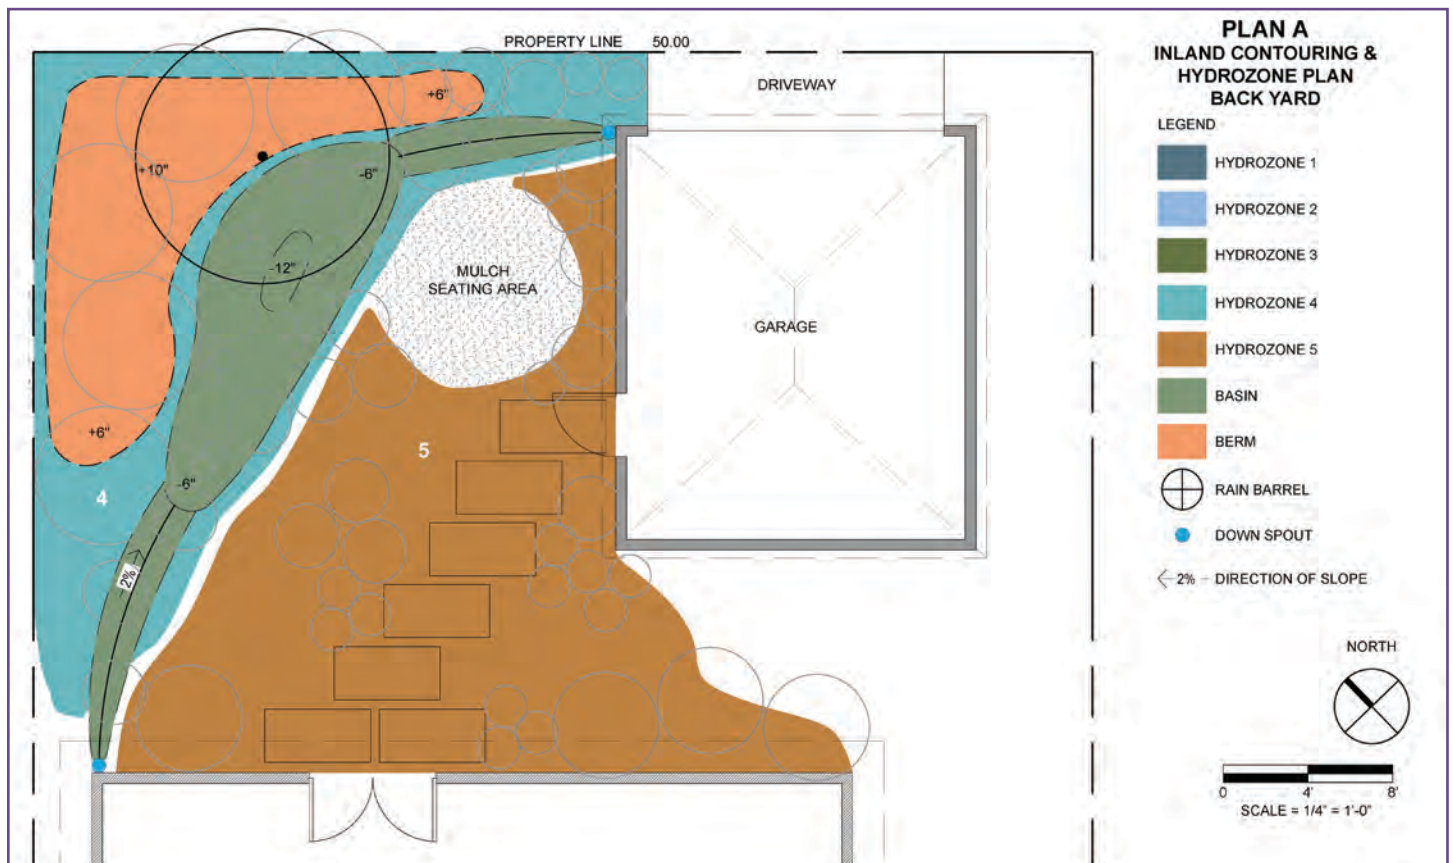 PROPERTY LINE 50.00
DRIVEWAY
+6"
+10"
-6"
-12"
MULCH
SEATING AREA
GARAGE
+6"
5
-6"
4
2%
PLAN A
INLAND CONTOURING &
HYDROZONE PLAN
BACK YARD
LEGEND
HYDROZONE 1
HYDROZONE 2
HYDROZONE 3
HYDROZONE 4
HYDROZONE 5
BASIN
BERM
RAIN BARREL
DOWN SPOUT
2% DIRECTION OF SLOPE
NORTH
0 4' 8'
SCALE = 1/4" = 1'-0"